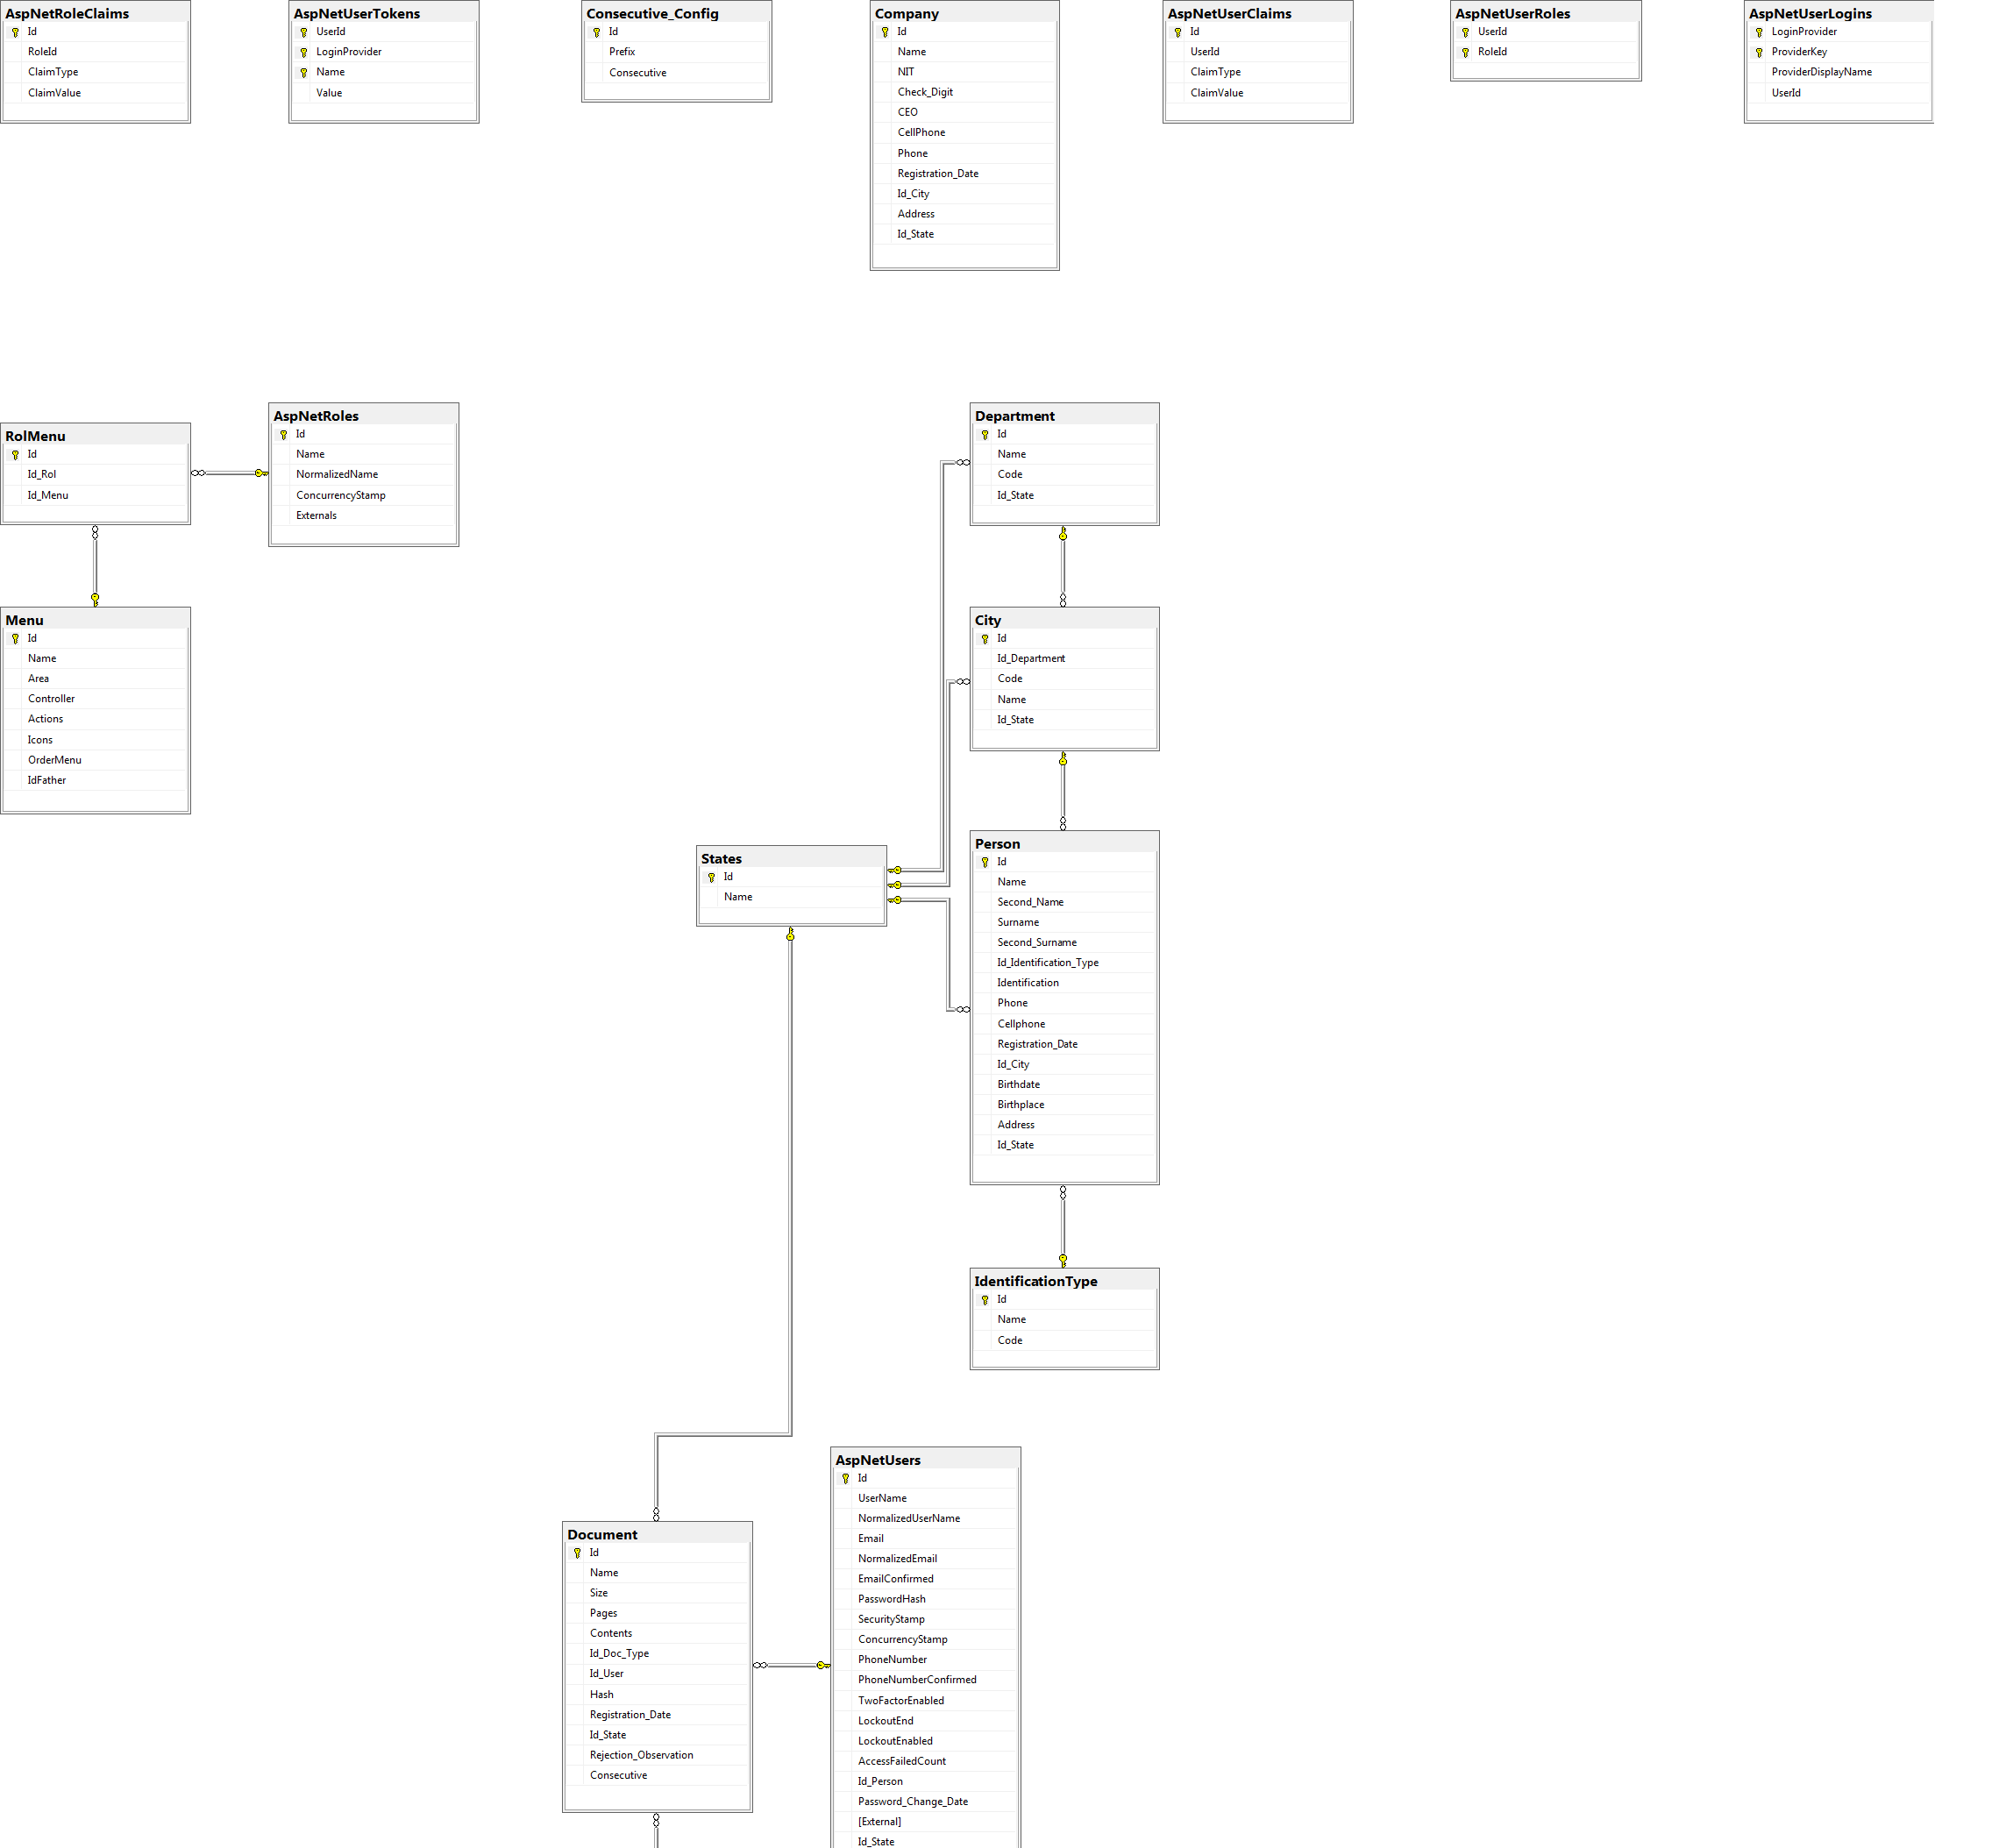 AspNetRoleClaims
Id
RoleId
ClaimType
ClaimValue
AspNetUserTokens
UserId
LoginProvider
Name
Value
Consecutive_Config
Id
Prefix
Consecutive
Company
Id
Name
NIT
Check_Digit
CEO
CellPhone
Phone
Registration_Date
Id_City
Address
Id_State
AspNetUserClaims
Id
UserId
ClaimType
ClaimValue
AspNetUserRoles
UserId
RoleId
AspNetUserLogins
LoginProvider
ProviderKey
ProviderDisplayName
UserId
RolMenu
Id
Id_Rol
Id_Menu
AspNetRoles
Id
Name
NormalizedName
ConcurrencyStamp
Externals
Department
Id
Name
Code
Id_State
Menu
Id
Name
Area
Controller
Actions
Icons
OrderMenu
IdFather
City
Id
Id_Department
Code
Name
Id_State
States
Id
Name
Person
Id
Name
Second_Name
Surname
Second_Surname
Id_Identification_Type
Identification
Phone
Cellphone
Registration_Date
Id_City
Birthdate
Birthplace
Address
Id_State
IdentificationType
Id
Name
Code
Document
Id
Name
Size
Pages
Contents
Id_Doc_Type
Id_User
Hash
Registration_Date
Id_State
Rejection_Observation
Consecutive
AspNetUsers
Id
UserName
NormalizedUserName
Email
NormalizedEmail
EmailConfirmed
PasswordHash
SecurityStamp
ConcurrencyStamp
PhoneNumber
PhoneNumberConfirmed
TwoFactorEnabled
LockoutEnd
LockoutEnabled
AccessFailedCount
Id_Person
Password_Change_Date
[External]
Id_State